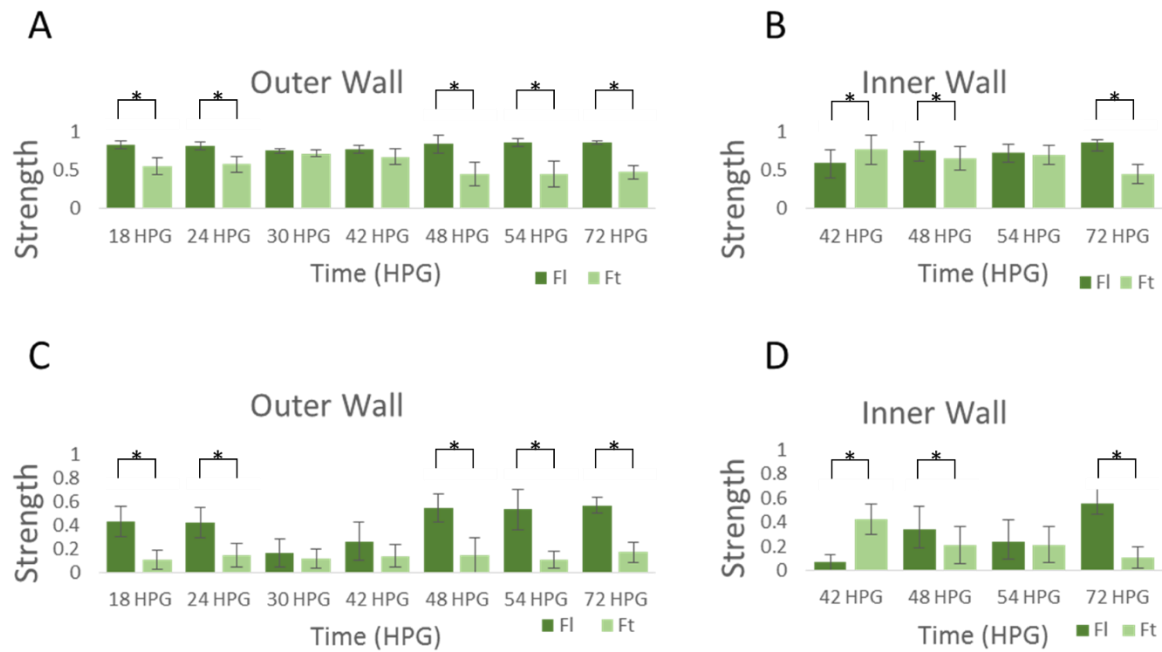 A
Outer Wall
* * * * *
Strength
1
0.5
0
18 HPG 24 HPG 30 HPG 42 HPG 48 HPG 54 HPG 72 HPG
Time (HPG)
Fl Ft
B
Inner Wall
* * *
Strength
1
0.5
0
42 HPG 48 HPG 54 HPG 72 HPG
Time (HPG)
Fl Ft
C
Outer Wall
* * * * *
Strength
1
0.8
0.6
0.4
0.2
0
18 HPG 24 HPG 30 HPG 42 HPG 48 HPG 54 HPG 72 HPG
Time (HPG)
Fl Ft
D
Inner Wall
* * *
Strength
1
0.8
0.6
0.4
0.2
0
42 HPG 48 HPG 54 HPG 72 HPG
Time (HPG)
Fl Ft